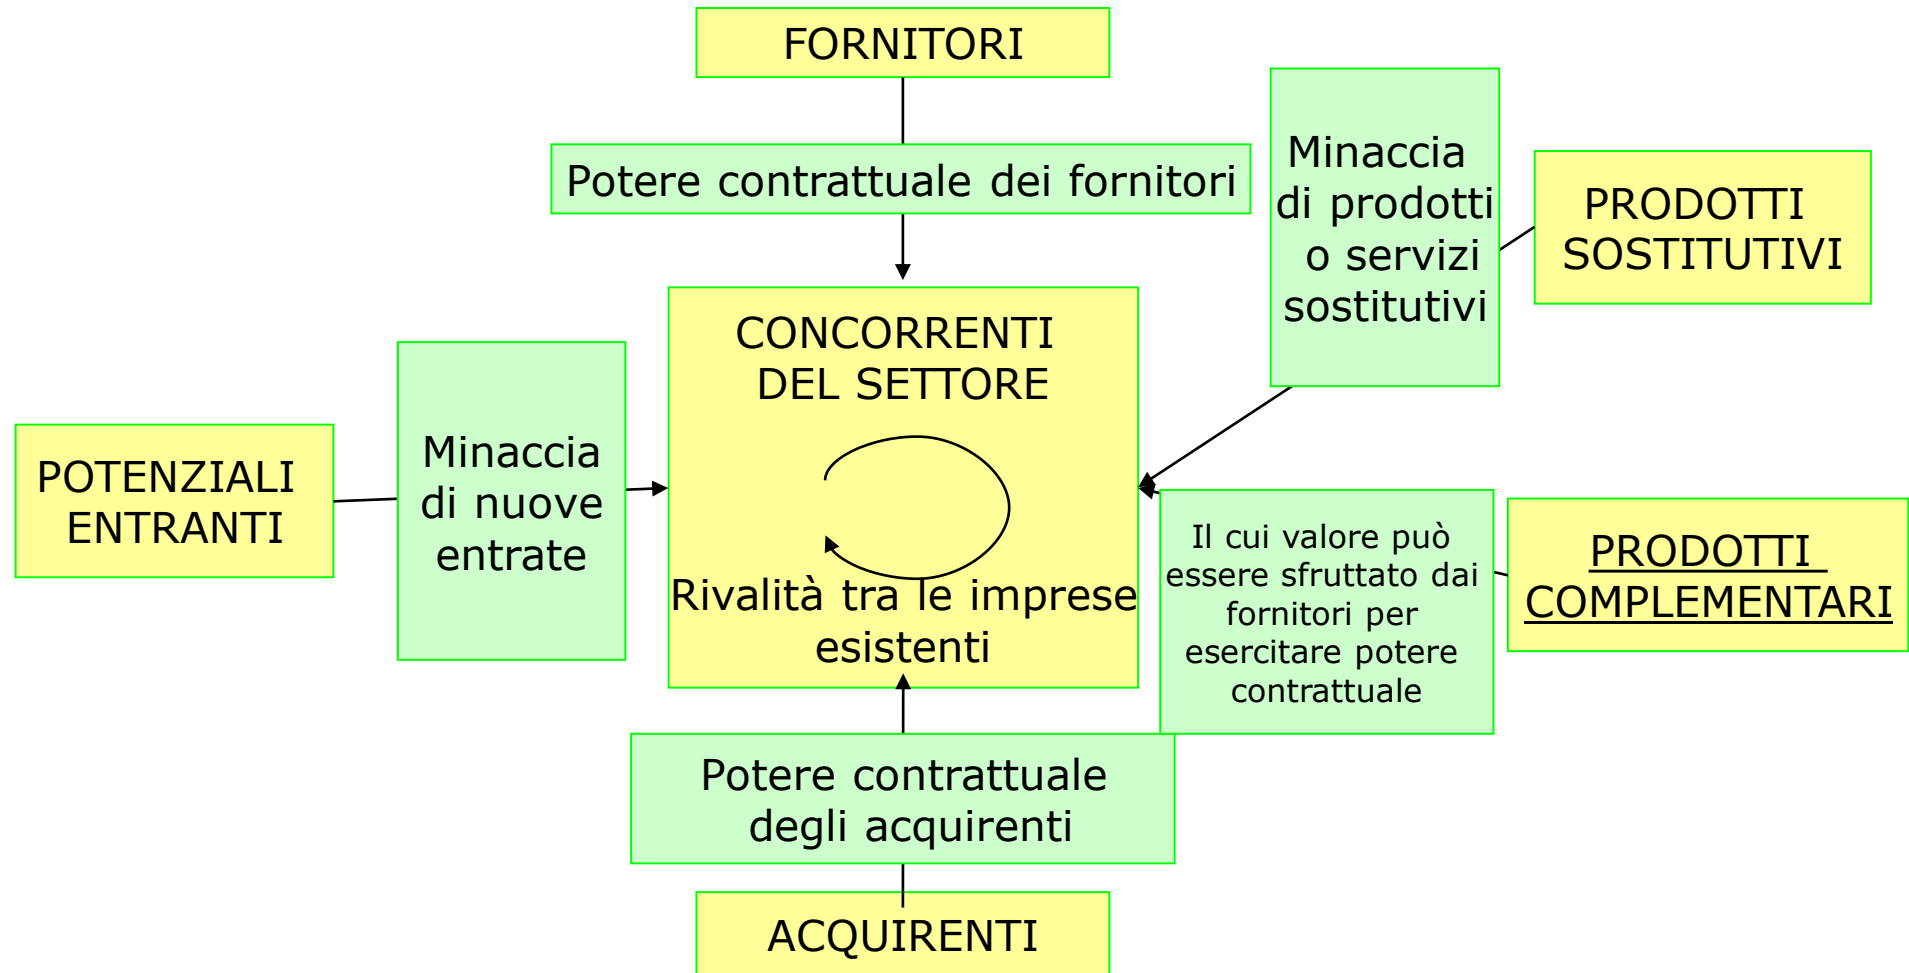 FORNITORI
Potere contrattuale dei fornitori
Minaccia
di prodotti
o servizi
sostitutivi
PRODOTTI
SOSTITUTIVI
CONCORRENTI
DEL SETTORE
Rivalità tra le imprese
esistenti
POTENZIALI
ENTRANTI
Minaccia
di nuove
entrate
Il cui valore può
essere sfruttato dai
fornitori per
esercitare potere
contrattuale
PRODOTTI
COMPLEMENTARI
Potere contrattuale
degli acquirenti
ACQUIRENTI